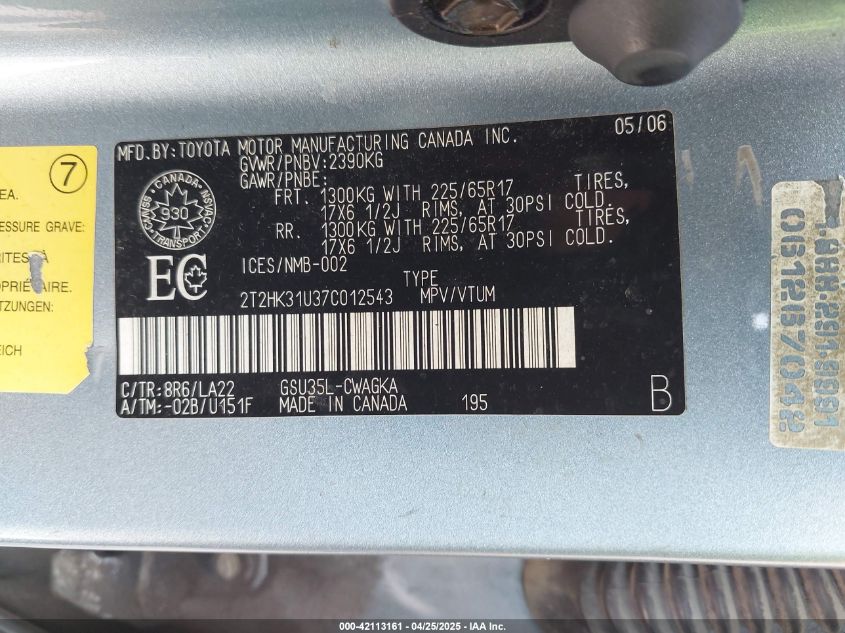 7
EA.
ESSURE GRAVE:
RITES À
PRIÉTAIRE.
TZUNGEN:
EICH
MFD.BY:TOYOTA MOTOR MANUFACTURING CANADA INC. 05/06
GVWR/PNBV:2390KG
GAWR/PNBE:
FRT. 1300KG WITH 225/65R17 TIRES,
17X6 1/2J RIMS, AT 30PSI COLD.
RR. 1300KG WITH 225/65R17 TIRES,
17X6 1/2J RIMS, AT 30PSI COLD.
CANADA
930
TRANSPORT
EC
ICES/NMB-002
TYPE
2T2HK31U37C012543 MPV/VTUM
C/TR:8R6/LA22 GSU35L-CWAGKA
A/TM:-02B/U151F MADE IN CANADA 195 B
000-42113161 - 04/25/2025 - IAA Inc.